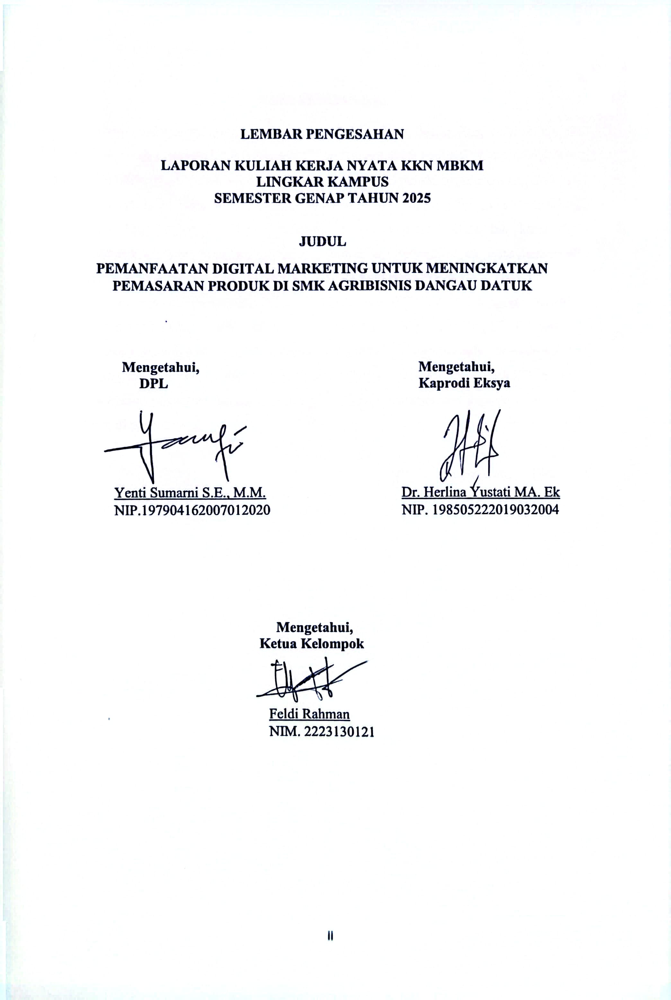 LEMBAR PENGESAHAN
LAPORAN KULIAH KERJA NYATA KKN MBKM
LINGKAR KAMPUS
SEMESTER GENAP TAHUN 2025
JUDUL
PEMANFAATAN DIGITAL MARKETING UNTUK MENINGKATKAN
PEMASARAN PRODUK DI SMK AGRIBISNIS DANGAU DATUK
Mengetahui,
DPL
Yenti Sumarni S.E., M.M.
NIP.197904162007012020
Mengetahui,
Kaprodi Eksya
Dr. Herlina Yustati MA. Ek
NIP. 198505222019032004
Mengetahui,
Ketua Kelompok
Feldi Rahman
NIM. 2223130121
II